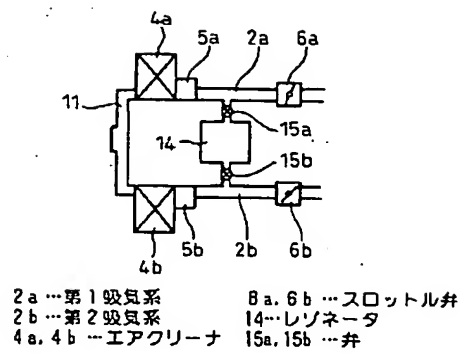 4a
5a
2a
6a
11
15a
14
15b
4b
5b
2b
6b
2a…第1吸気系
2b…第2吸気系
4a,4b…エアクリーナ
6a,6b…スロットル弁
14…レゾネータ
15a,15b…弁